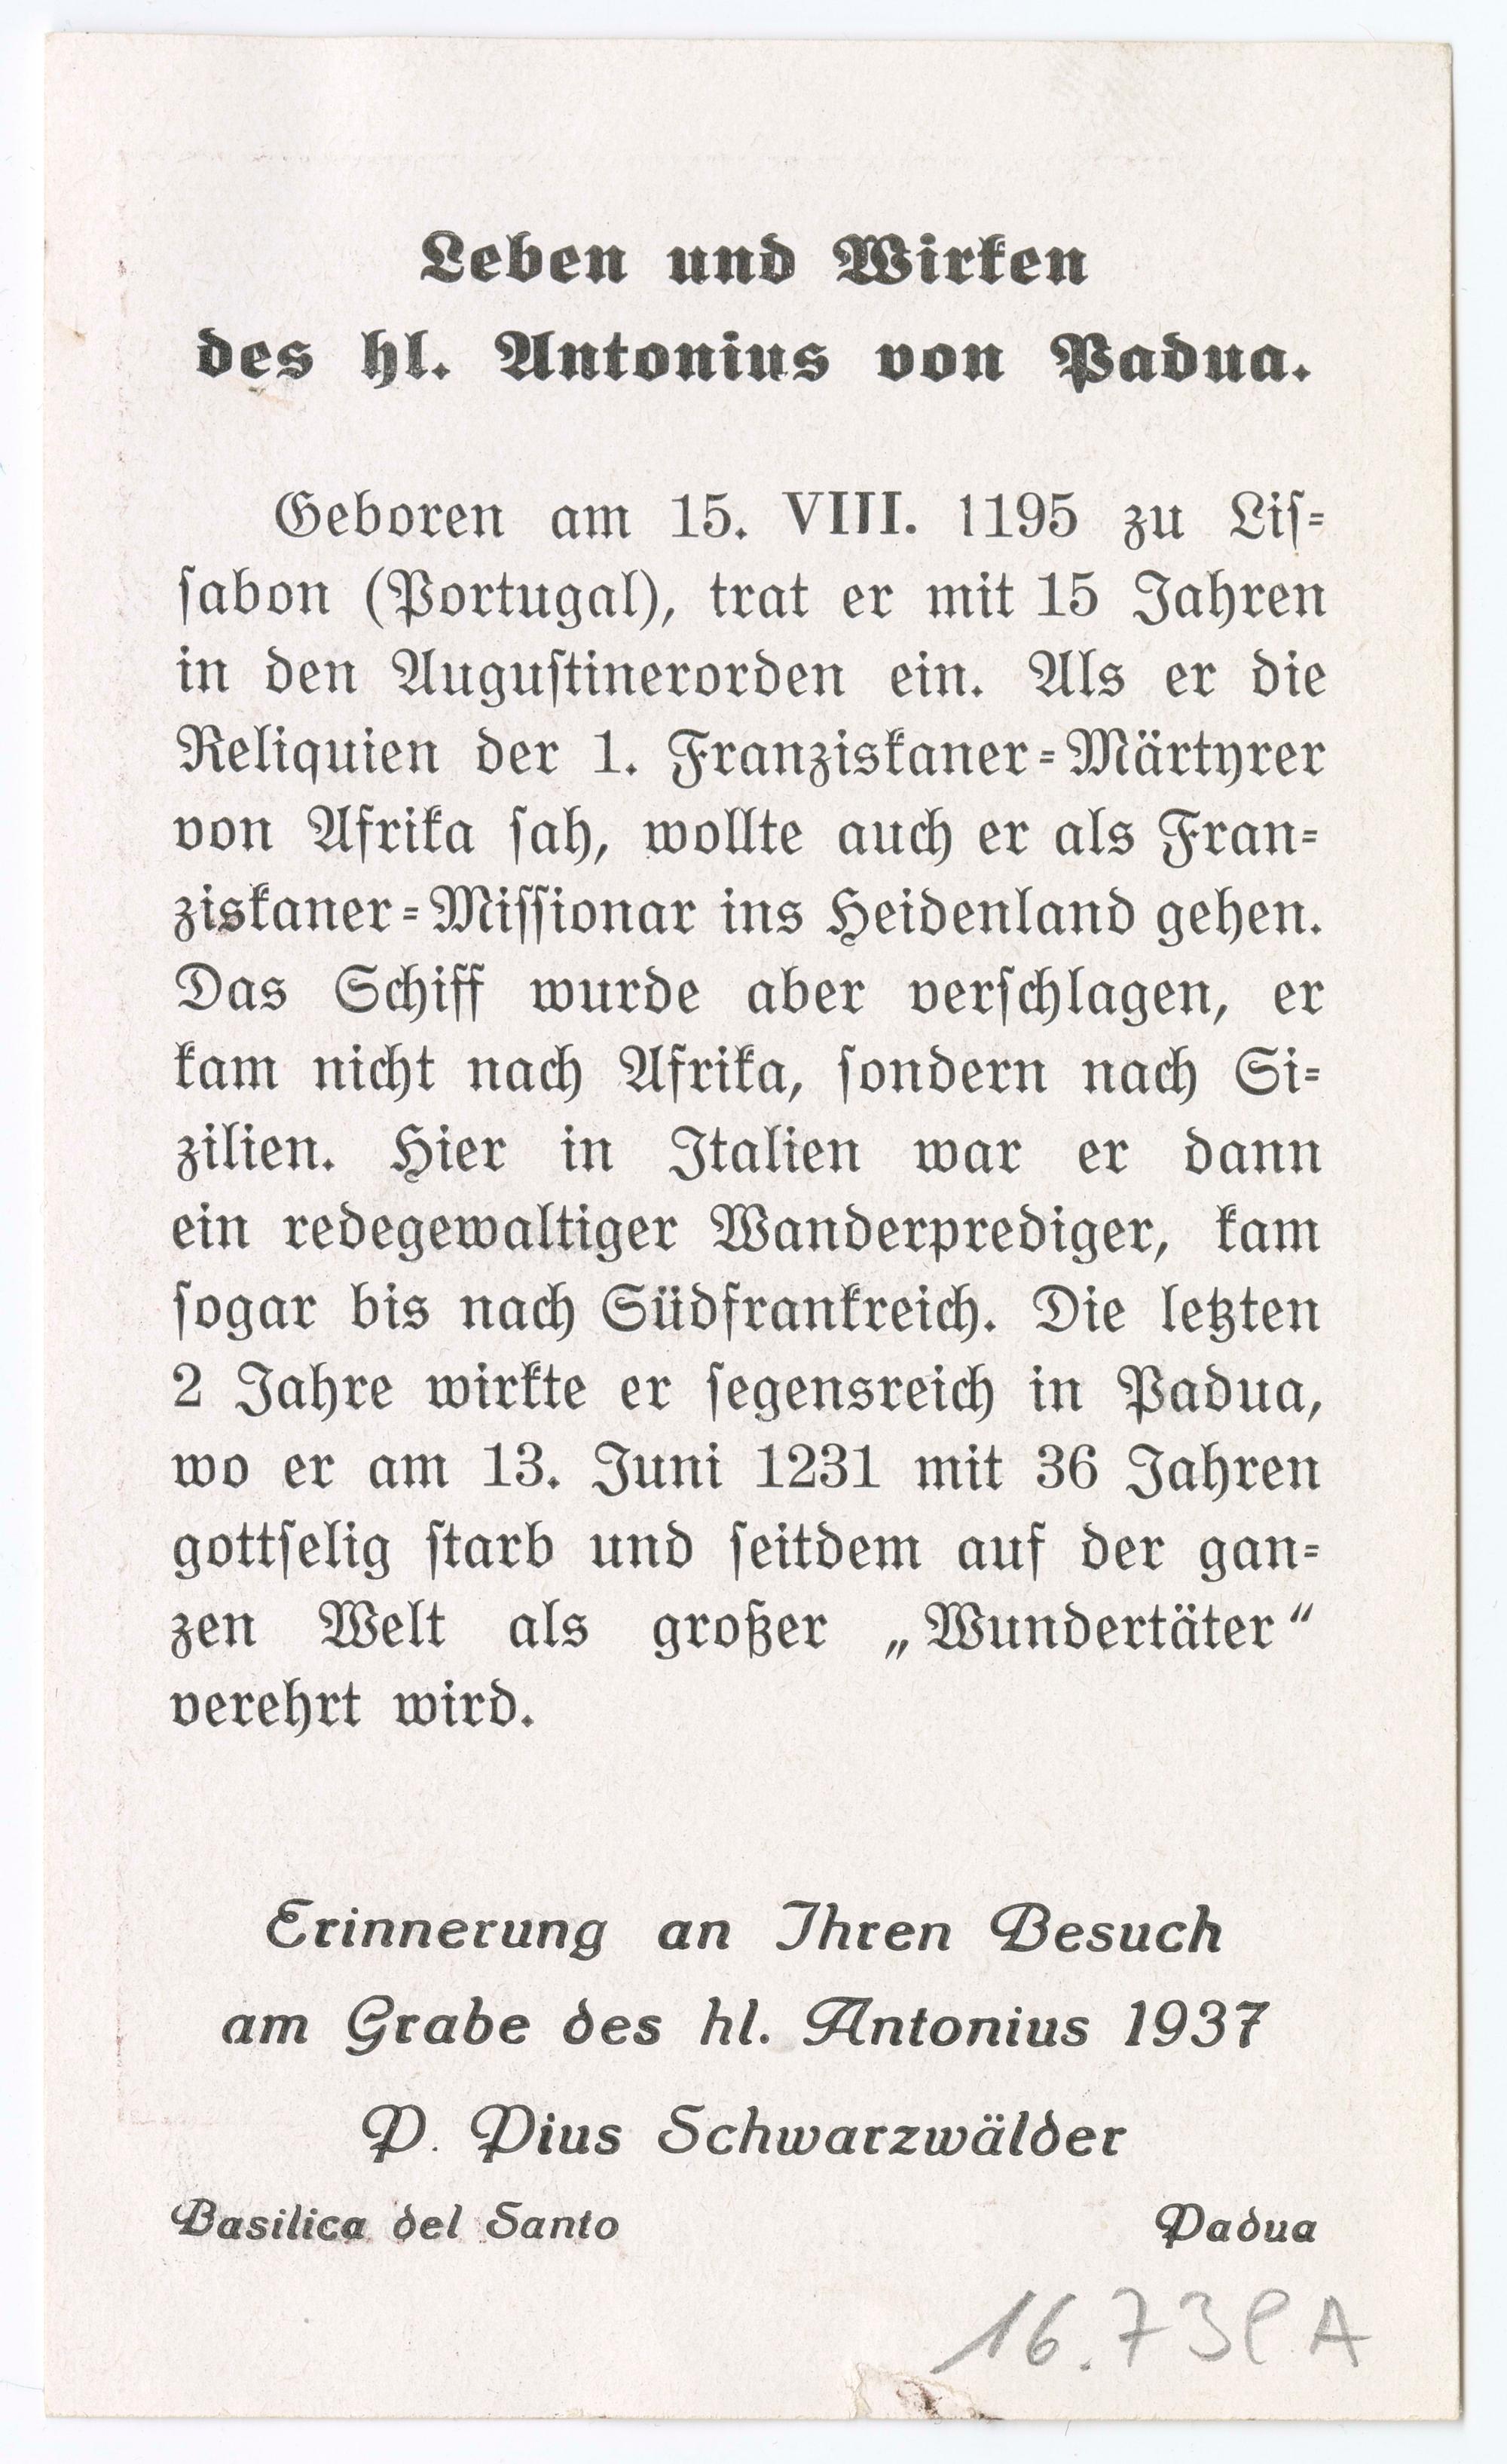 Leben und Wirken
des hl. Antonius von Padua.
Geboren am 15. VIII. 1195 zu Liſ-
ſabon (Portugal), trat er mit 15 Jahren
in den Auguſtinerorden ein. Als er die
Reliquien der 1. Franziskaner-Märtyrer
von Afrika ſah, wollte auch er als Fran-
ziskaner-Miſſionar ins Heidenland gehen.
Das Schiff wurde aber verſchlagen, er
kam nicht nach Afrika, ſondern nach Si-
zilien. Hier in Italien war er dann
ein redegewaltiger Wanderprediger, kam
ſogar bis nach Südfrankreich. Die letzten
2 Jahre wirkte er ſegensreich in Padua,
wo er am 13. Juni 1231 mit 36 Jahren
gottſelig ſtarb und ſeitdem auf der gan-
zen Welt als großer „Wundertäter“
verehrt wird.
Erinnerung an Ihren Besuch
am Grabe des hl. Antonius 1937
P. Pius Schwarzwälder
Basilica del Santo Padua